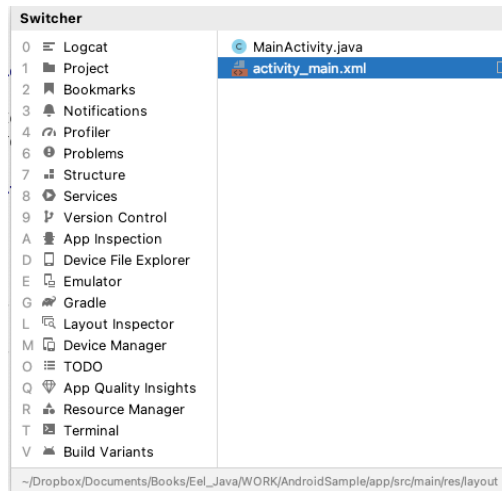 Switcher
0 Logcat
1 Project
2 Bookmarks
3 Notifications
4 Profiler
6 Problems
7 Structure
8 Services
9 Version Control
A App Inspection
D Device File Explorer
E Emulator
G Gradle
L Layout Inspector
M Device Manager
O TODO
Q App Quality Insights
R Resource Manager
T Terminal
V Build Variants
C MainActivity.java
activity_main.xml
~/Dropbox/Documents/Books/Eel_Java/WORK/AndroidSample/app/src/main/res/layout